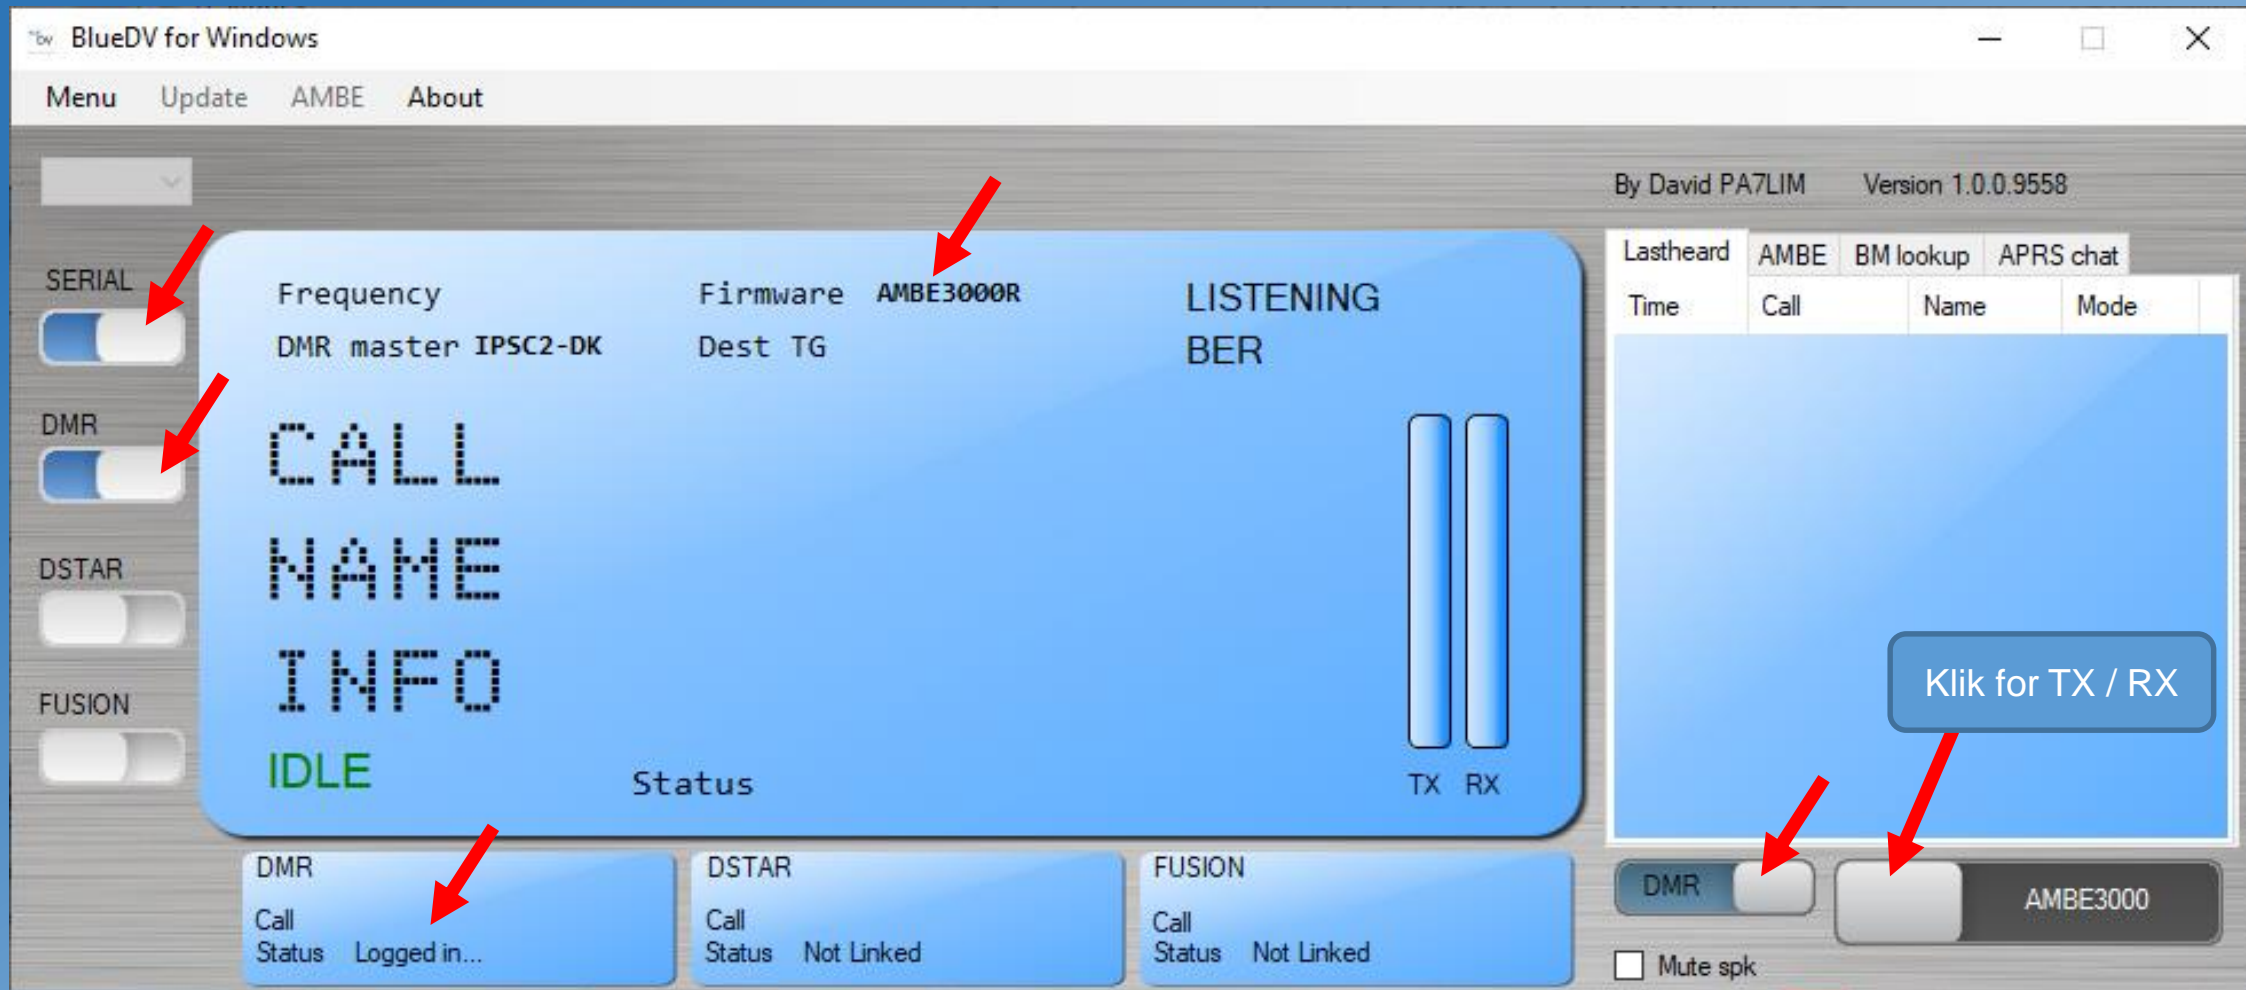 BlueDV for Windows
Menu Update AMBE About
By David PA7LIM Version 1.0.0.9558
SERIAL
DMR
DSTAR
FUSION
Frequency Firmware AMBE3000R LISTENING
DMR master IPSC2-DK Dest TG BER
CALL
NAME
INFO
IDLE Status TX RX
Lastheard AMBE BM lookup APRS chat
Time Call Name Mode
Klik for TX / RX
DMR
Call
Status Logged in...
DSTAR
Call
Status Not Linked
FUSION
Call
Status Not Linked
DMR AMBE3000
Mute spk